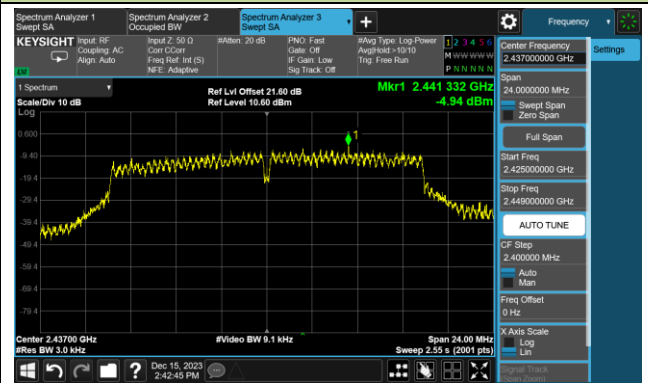 Spectrum Analyzer 1
Swept SA
Spectrum Analyzer 2
Occupied BW
Spectrum Analyzer 3
Swept SA
Frequency
KEYSIGHT
Input: RF
Coupling: AC
Align: Auto
Input Z: 50 Ω
Corr CCorr
Freq Ref: Int (S)
NFE: Adaptive
#Atten: 20 dB
PNO: Fast
Gate: Off
IF Gain: Low
Sig Track: Off
#Avg Type: Log-Power
Avg|Hold >10/10
Trig: Free Run
1 2 3 4 5 6
M W W W W W
P N N N N N
LXI
1 Spectrum
Scale/Div 10 dB
Log
Ref Lvl Offset 21.60 dB
Ref Level 10.60 dBm
Mkr1 2.441 332 GHz
-4.94 dBm
1
0.600
-9.40
-19.4
-29.4
-39.4
-49.4
-59.4
-69.4
-79.4
Center 2.43700 GHz
#Res BW 3.0 kHz
#Video BW 9.1 kHz
Span 24.00 MHz
Sweep 2.55 s (2001 pts)
Dec 15, 2023
2:42:45 PM
Settings
Center Frequency
2.437000000 GHz
Span
24.0000000 MHz
Swept Span
Zero Span
Full Span
Start Freq
2.425000000 GHz
Stop Freq
2.449000000 GHz
AUTO TUNE
CF Step
2.400000 MHz
Auto
Man
Freq Offset
0 Hz
X Axis Scale
Log
Lin
Signal Track
(Span Zoom)